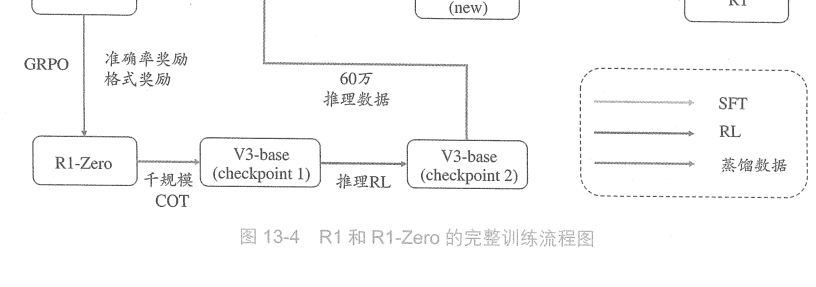 (new)
R1
GRPO
准确率奖励
格式奖励
60万
推理数据
SFT
RL
蒸馏数据
R1-Zero
千规模
COT
V3-base
(checkpoint 1)
推理RL
V3-base
(checkpoint 2)
图 13-4 R1 和 R1-Zero 的完整训练流程图